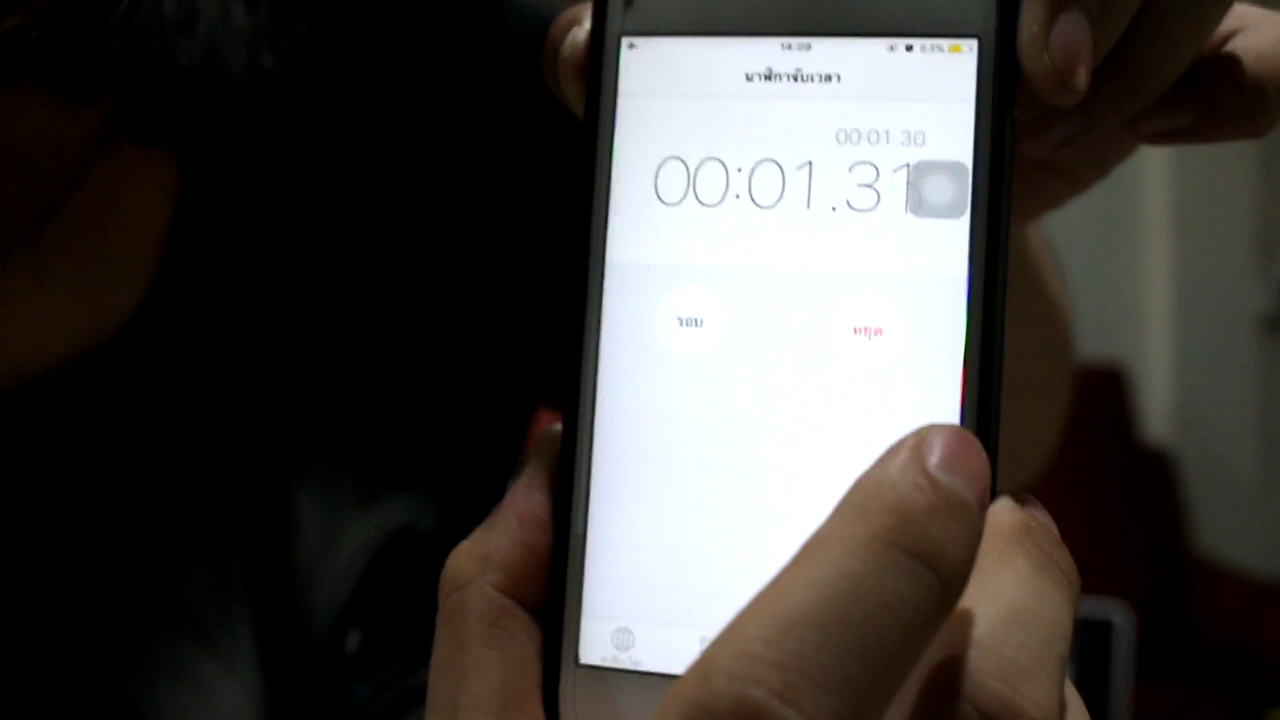 14:09 63%
นาฬิกาจับเวลา
00:01.30
00:01.31
รอบ หยุด